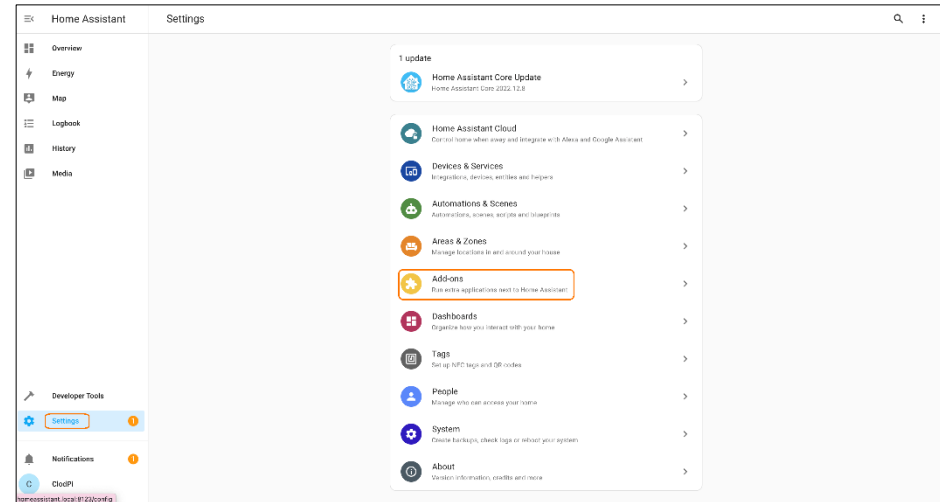 Home Assistant
Settings
Overview
Energy
Map
Logbook
History
Media
Developer Tools
Settings
1
Notifications
1
C
ClodPi
homeassistant.local:8123/config
1 update
Home Assistant Core Update
Home Assistant Core 2022.12.8
Home Assistant Cloud
Control home when away and integrate with Alexa and Google Assistant
Devices & Services
Integrations, devices, entities and helpers
Automations & Scenes
Automations, scenes, scripts and blueprints
Areas & Zones
Manage locations in and around your house
Add-ons
Run extra applications next to Home Assistant
Dashboards
Organize how you interact with your home
Tags
Set up NFC tags and QR codes
People
Manage who can access your home
System
Create backups, check logs or reboot your system
About
Version information, credits and more